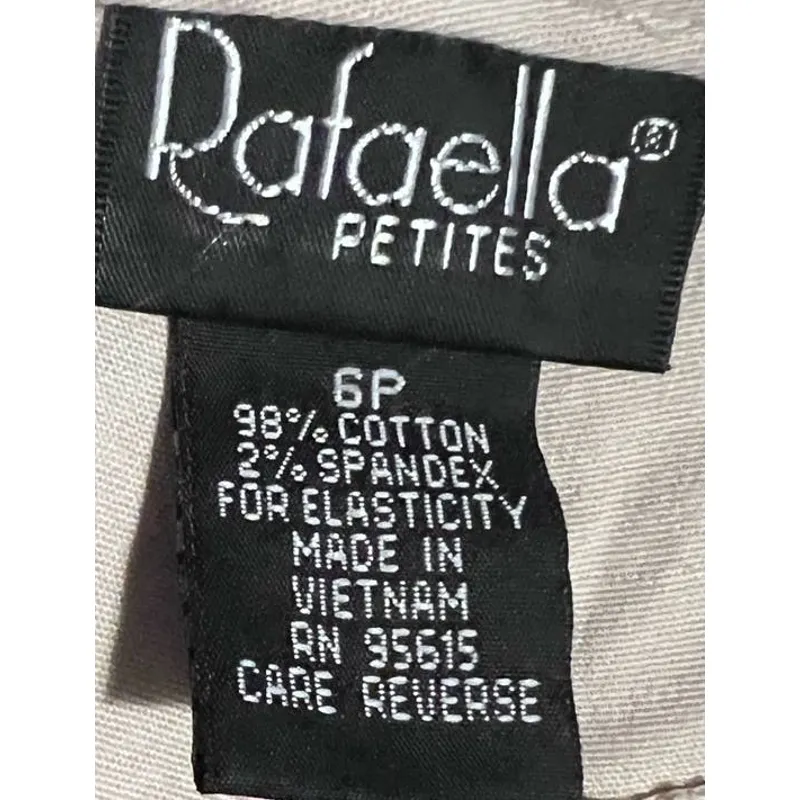 Rafaella®
PETITES
6P
98% COTTON
2% SPANDEX
FOR ELASTICITY
MADE IN
VIETNAM
RN 95615
CARE REVERSE